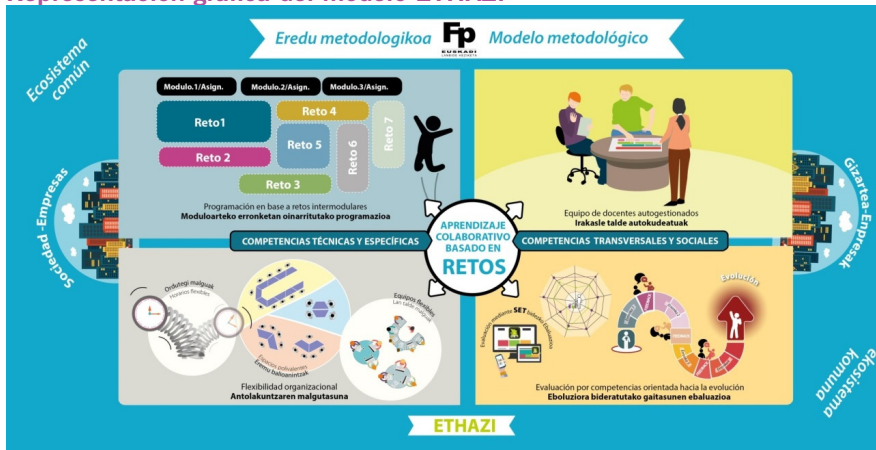 Representación gráfica del modelo ETHAZI
Eredu metodologikoa
Fp
EUSKADI
LANBIDE HEZIKETA
Modelo metodológico
Ecosistema
común
Modulo.1/Asign.
Modulo.2/Asign.
Modulo.3/Asign.
Reto1
Reto 2
Reto 3
Reto 4
Reto 5
Reto 6
Reto 7
Programación en base a retos intermodulares
Moduloarteko erronketan oinarritutako programazioa
Equipo de docentes autogestionados
Irakasle talde autokudeatuak
Sociedad -Empresas
Gizartea-Enpresak
COMPETENCIAS TÉCNICAS Y ESPECÍFICAS
APRENDIZAJE
COLABORATIVO
BASADO EN
RETOS
COMPETENCIAS TRANSVERSALES Y SOCIALES
Ordutegi malguak
Horarios flexibles
Espacios polivalentes
Eremu balioanitzak
Equipos flexibles
Lan talde malguak
Flexibilidad organizacional
Antolakuntzaren malgutasuna
Evaluación mediante SET bidezko Ebaluazioa
Evolución
Evaluación por competencias orientada hacia la evolución
Eboluziora bideratutako gaitasunen ebaluazioa
ekosistema
komuna
ETHAZI